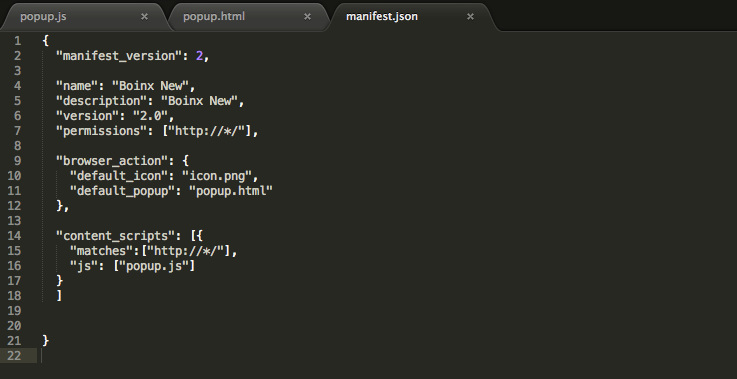 popup.js × popup.html × manifest.json ×
1 {
2 "manifest_version": 2,
3
4 "name": "Boinx New",
5 "description": "Boinx New",
6 "version": "2.0",
7 "permissions": ["http://*/"],
8
9 "browser_action": {
10 "default_icon": "icon.png",
11 "default_popup": "popup.html"
12 },
13
14 "content_scripts": [{
15 "matches":["http://*/"],
16 "js": ["popup.js"]
17 }
18 ]
19
20
21 }
22